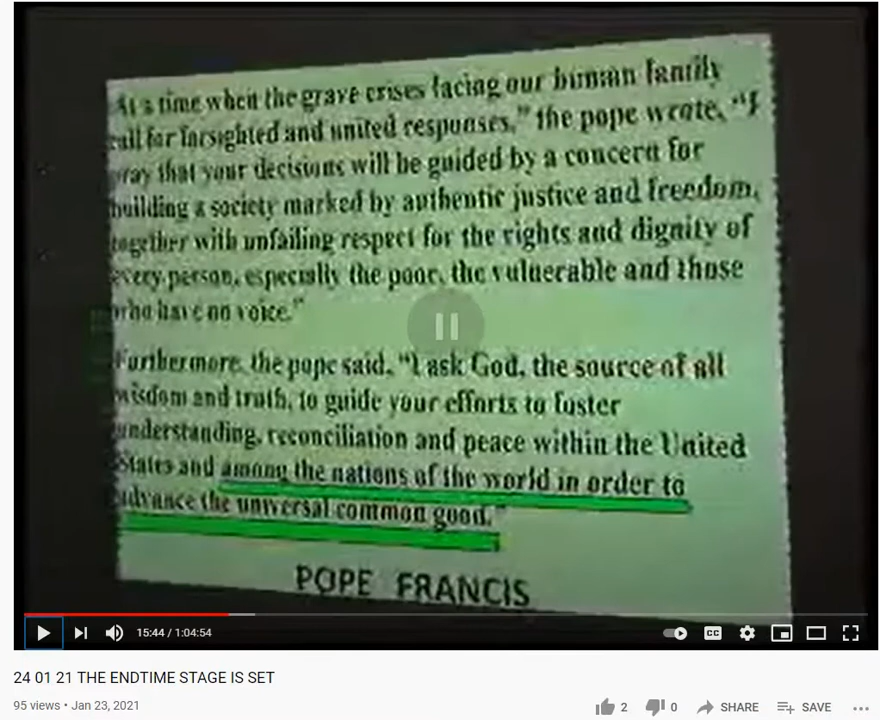 At a time when the grave crises facing our human family
call for farsighted and united responses," the pope wrote, "I
pray that your decisions will be guided by a concern for
building a society marked by authentic justice and freedom,
together with unfailing respect for the rights and dignity of
every person, especially the poor, the vulnerable and those
who have no voice."
Furthermore, the pope said, "I ask God, the source of all
wisdom and truth, to guide your efforts to foster
understanding, reconciliation and peace within the United
States and among the nations of the world in order to
advance the universal common good."
POPE FRANCIS
15:44 / 1:04:54
CC
24 01 21 THE ENDTIME STAGE IS SET
95 views • Jan 23, 2021
2
0
SHARE
SAVE